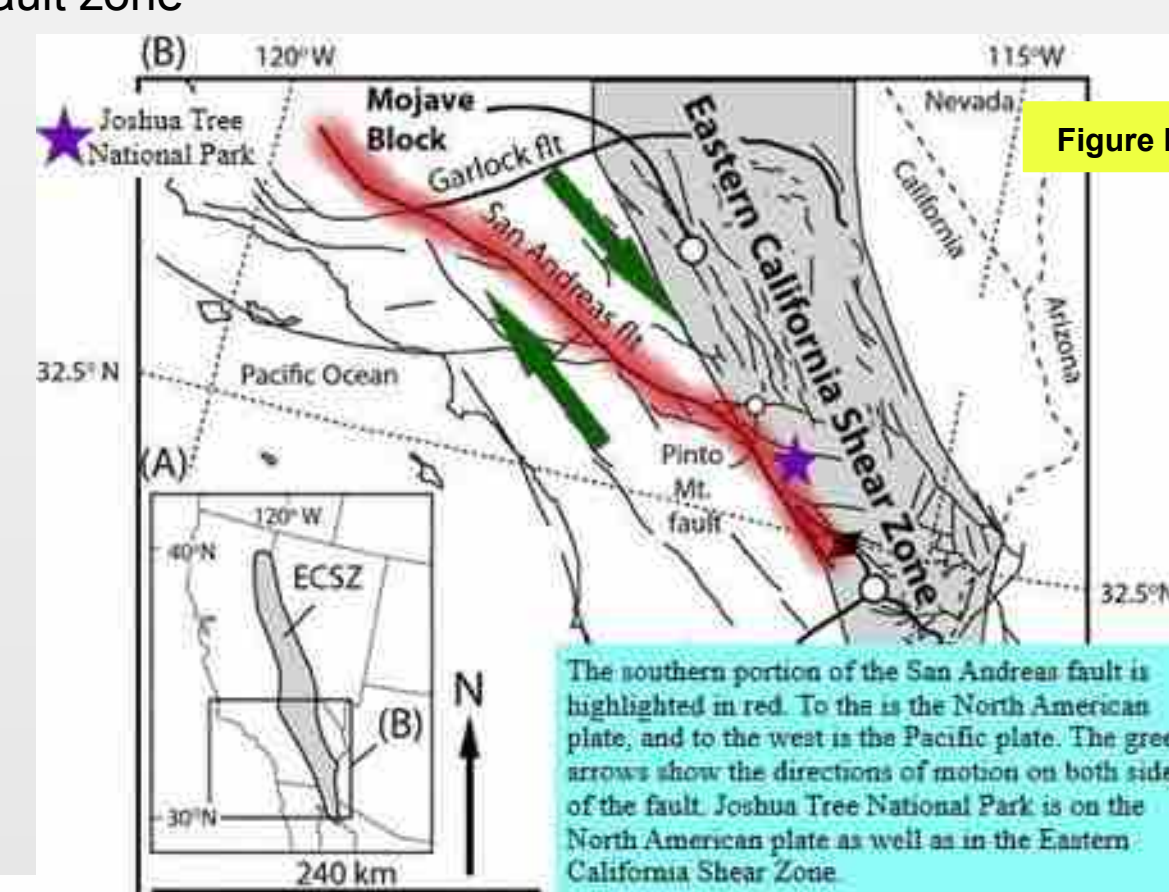 ault zone
(B)
120° W
115°W
Joshua Tree
National Park
Mojave
Block
Garlock flt
San Andreas flt
Eastern California Shear Zone
Nevada
Figure
California
Arizona
32.5° N
Pacific Ocean
Pinto
Mt.
fault
(A)
120° W
40°N
ECSZ
(B)
30°N
N
240 km
32.5°N
The southern portion of the San Andreas fault is
highlighted in red. To the is the North American
plate, and to the west is the Pacific plate. The gree
arrows show the directions of motion on both side
of the fault. Joshua Tree National Park is on the
North American plate as well as in the Eastern
California Shear Zone.